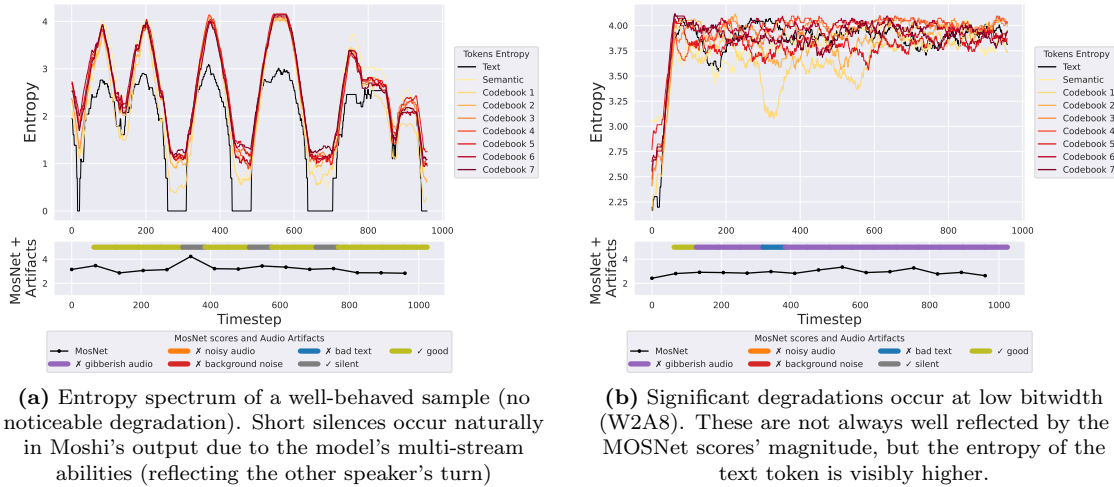 4
3
2
1
0
Entropy
0 200 400 600 800 1000
Tokens Entropy
Text
Semantic
Codebook 1
Codebook 2
Codebook 3
Codebook 4
Codebook 5
Codebook 6
Codebook 7
4
2
MosNet +
Artifacts
0 200 400 600 800 1000
Timestep
MosNet scores and Audio Artifacts
MosNet ✗ noisy audio ✗ bad text ✓ good
✗ gibberish audio ✗ background noise ✓ silent
(a) Entropy spectrum of a well-behaved sample (no
noticeable degradation). Short silences occur naturally
in Moshi's output due to the model's multi-stream
abilities (reflecting the other speaker's turn)
4.00
3.75
3.50
3.25
3.00
2.75
2.50
2.25
Entropy
0 200 400 600 800 1000
Tokens Entropy
Text
Semantic
Codebook 1
Codebook 2
Codebook 3
Codebook 4
Codebook 5
Codebook 6
Codebook 7
4
2
MosNet +
Artifacts
0 200 400 600 800 1000
Timestep
MosNet scores and Audio Artifacts
MosNet ✗ noisy audio ✗ bad text ✓ good
✗ gibberish audio ✗ background noise ✓ silent
(b) Significant degradations occur at low bitwidth
(W2A8). These are not always well reflected by the
MOSNet scores' magnitude, but the entropy of the
text token is visibly higher.